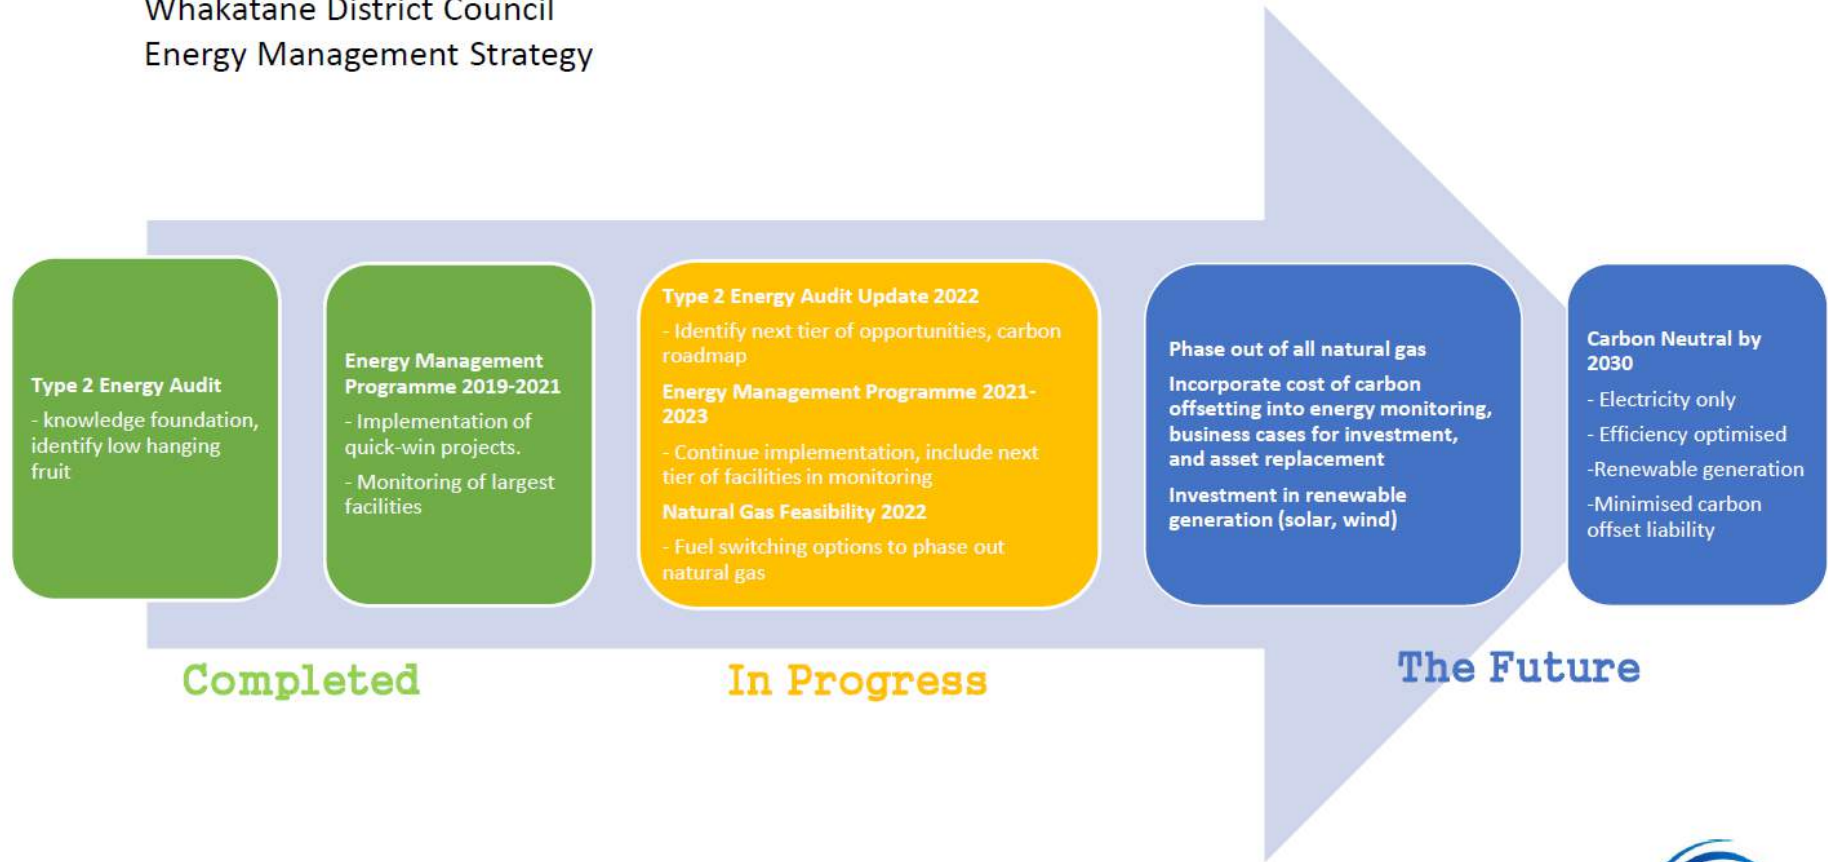 Whakatane District Council
Energy Management Strategy
Type 2 Energy Audit
- knowledge foundation,
identify low hanging
fruit
Energy Management
Programme 2019-2021
- Implementation of
quick-win projects.
- Monitoring of largest
facilities
Type 2 Energy Audit Update 2022
- Identify next tier of opportunities, carbon
roadmap
Energy Management Programme 2021-
2023
- Continue implementation, include next
tier of facilities in monitoring
Natural Gas Feasibility 2022
- Fuel switching options to phase out
natural gas
Phase out of all natural gas
Incorporate cost of carbon
offsetting into energy monitoring,
business cases for investment,
and asset replacement
Investment in renewable
generation (solar, wind)
Carbon Neutral by
2030
- Electricity only
- Efficiency optimised
-Renewable generation
-Minimised carbon
offset liability
Completed
In Progress
The Future